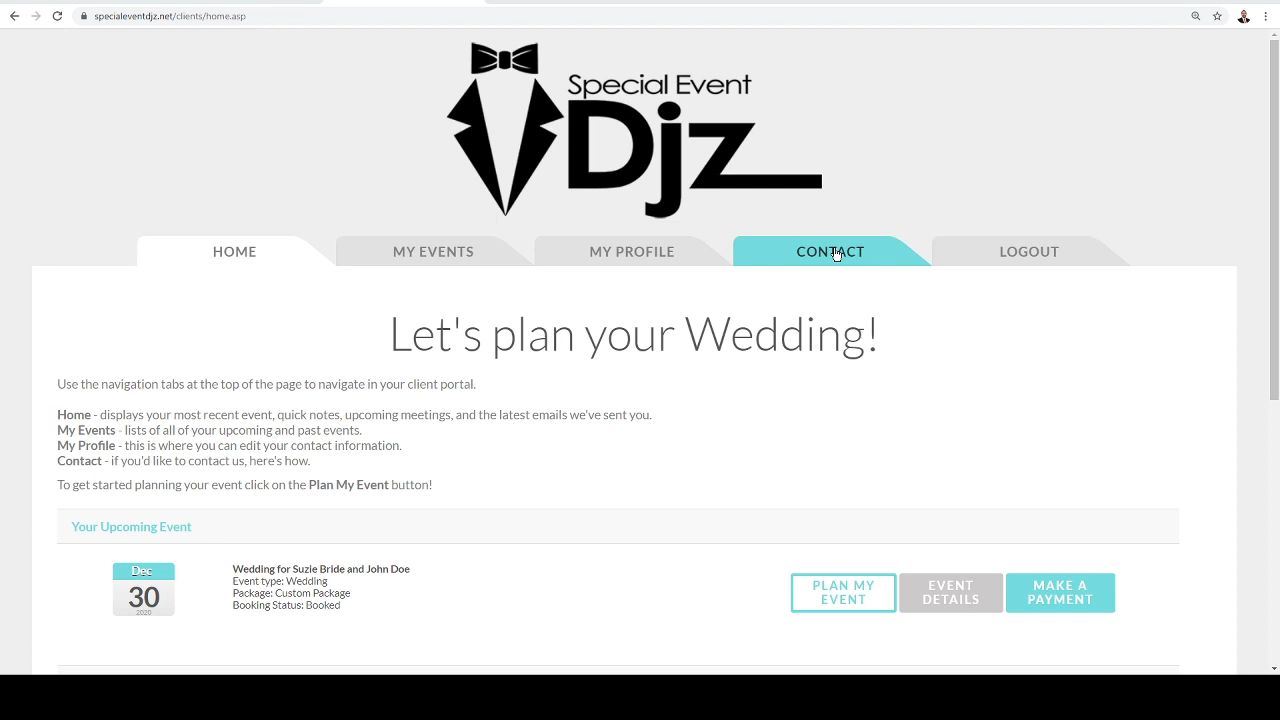 specialeventdjz.net/clients/home.asp
Special Event
Djz
HOME
MY EVENTS
MY PROFILE
CONTACT
LOGOUT
Let's plan your Wedding!
Use the navigation tabs at the top of the page to navigate in your client portal.
Home - displays your most recent event, quick notes, upcoming meetings, and the latest emails we've sent you.
My Events - lists of all of your upcoming and past events.
My Profile - this is where you can edit your contact information.
Contact - if you'd like to contact us, here's how.
To get started planning your event click on the Plan My Event button!
Your Upcoming Event
Dec
30
2020
Wedding for Suzie Bride and John Doe
Event type: Wedding
Package: Custom Package
Booking Status: Booked
PLAN MY
EVENT
EVENT
DETAILS
MAKE A
PAYMENT